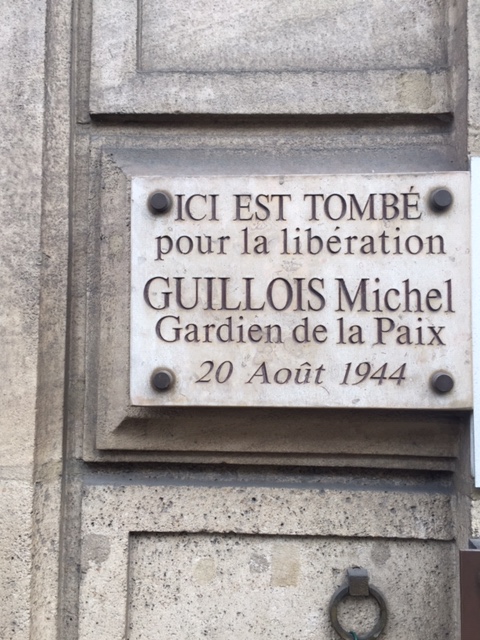 ICI EST TOMBÉ
pour la libération
GUILLOIS Michel
Gardien de la Paix
20 Août 1944